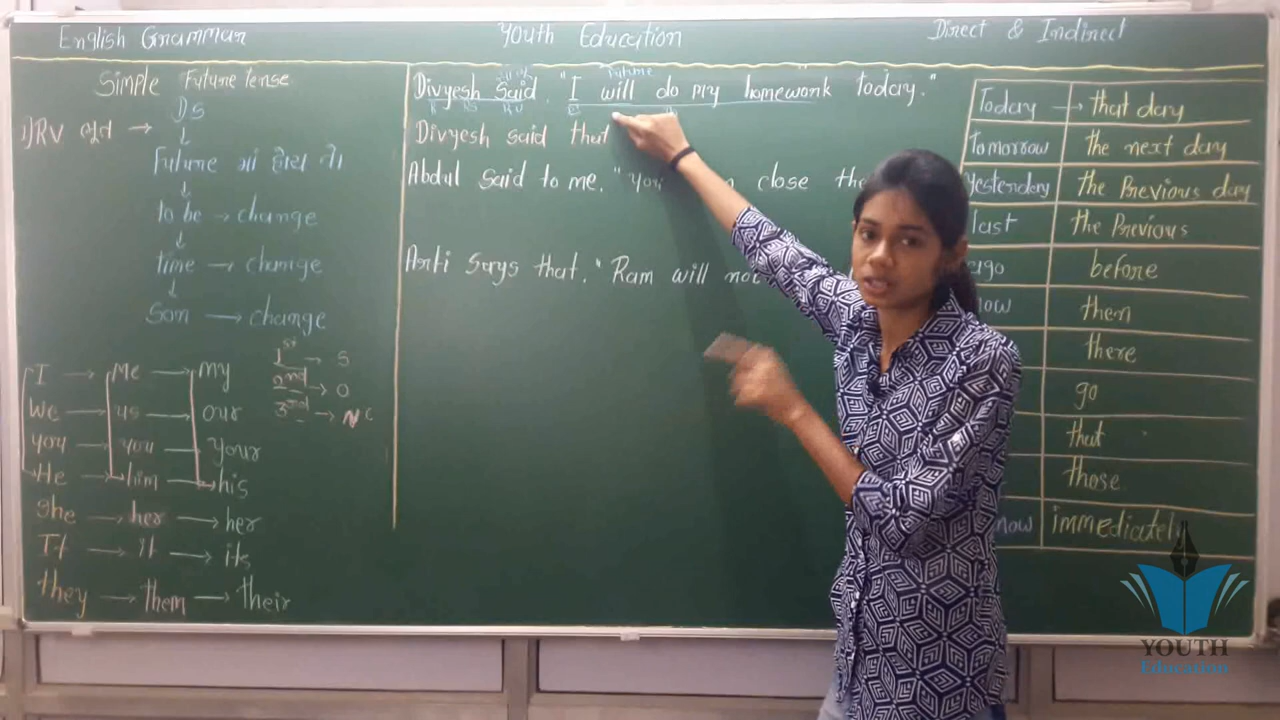 English Grammar
Youth Education
Direct & Indirect
Simple Future tense
DS
1) RV ભૂત →
↓
Future માં હોય તો
↓
to be → change
↓
time → change
↓
Son → change
I → Me → my
We → us → our
you → you → your
He → him → his
She → her → her
It → it → its
they → them → their
1st → S
2nd → O
3rd → NC
Future
Divyesh Said, "I will do my homework today."
Divyesh said that
Abdul said to me, "you close the
Arti Says that, "Ram will not
Today → that day
Tomorrow the next day
Yesterday the Previous day
last the Previous
ago before
Now them
there
go
that
those
now immediately
YOUTH
Education